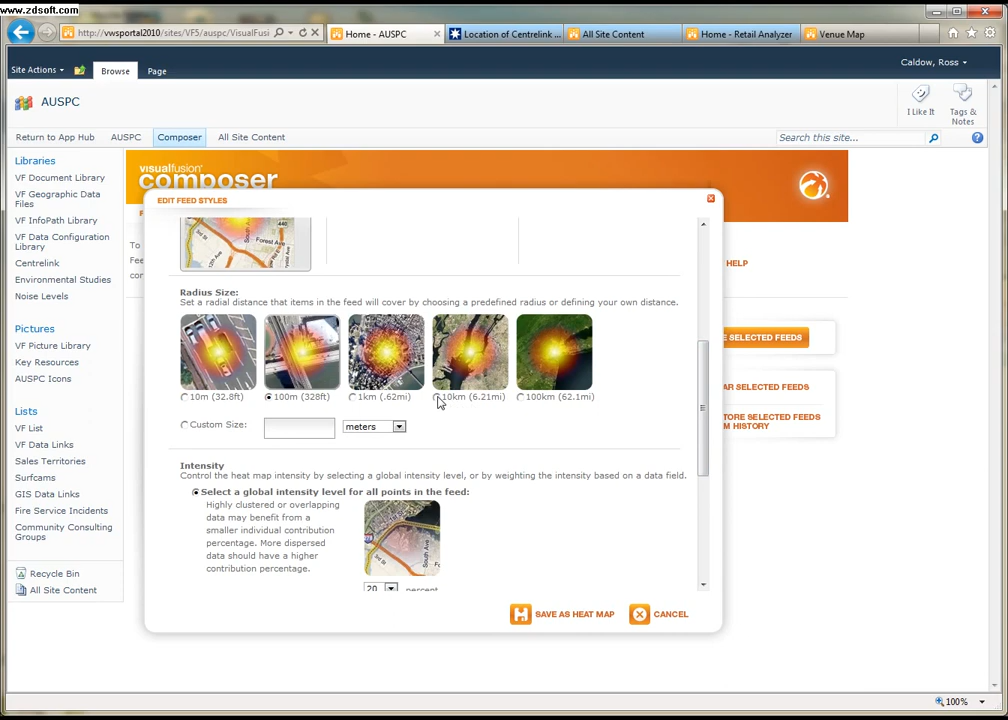 www.zdsoft.com
http://vwsportal2010/sites/VF5/auspc/VisualFusi
Home - AUSPC
Location of Centrelink ...
All Site Content
Home - Retail Analyzer
Venue Map
Site Actions
Browse
Page
Caldow, Ross
AUSPC
I Like It
Tags & Notes
Return to App Hub
AUSPC
Composer
All Site Content
Search this site...
Libraries
VF Document Library
VF Geographic Data
Files
VF InfoPath Library
VF Data Configuration
Library
Centrelink
Environmental Studies
Noise Levels
Pictures
VF Picture Library
Key Resources
AUSPC Icons
Lists
VF List
VF Data Links
Sales Territories
Surfcams
GIS Data Links
Fire Service Incidents
Community Consulting
Groups
Recycle Bin
All Site Content
visualfusion
composer
EDIT FEED STYLES
Forest Ave
Radius Size:
Set a radial distance that items in the feed will cover by choosing a predefined radius or defining your own distance.
10m (32.8ft)
100m (328ft)
1km (.62mi)
10km (6.21mi)
100km (62.1mi)
Custom Size:
meters
Intensity
Control the heat map intensity by selecting a global intensity level, or by weighting the intensity based on a data field.
Select a global intensity level for all points in the feed:
Highly clustered or overlapping
data may benefit from a
smaller individual contribution
percentage. More dispersed
data should have a higher
contribution percentage.
South Ave
20
percent
SAVE AS HEAT MAP
CANCEL
HELP
E SELECTED FEEDS
AR SELECTED FEEDS
TORE SELECTED FEEDS
M HISTORY
To
Fee
cor
100%